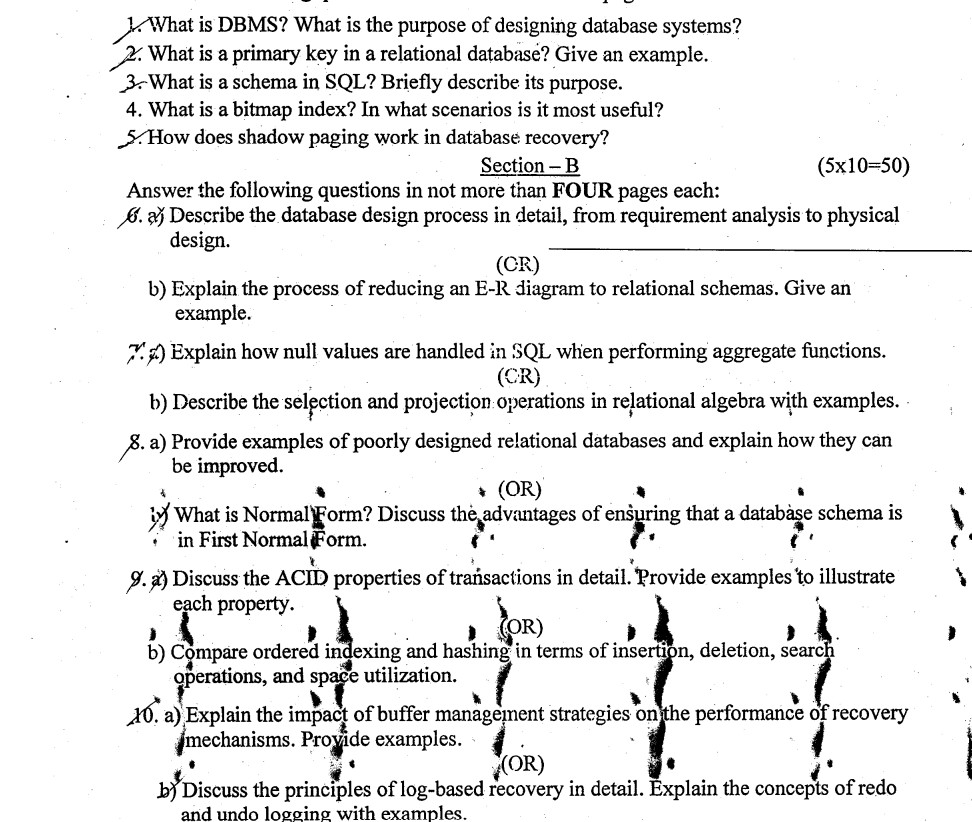 1. What is DBMS? What is the purpose of designing database systems?
2. What is a primary key in a relational database? Give an example.
3. What is a schema in SQL? Briefly describe its purpose.
4. What is a bitmap index? In what scenarios is it most useful?
5. How does shadow paging work in database recovery?
Section – B (5x10=50)
Answer the following questions in not more than FOUR pages each:
6. a) Describe the database design process in detail, from requirement analysis to physical
design.
(OR)
b) Explain the process of reducing an E-R diagram to relational schemas. Give an
example.
7. a) Explain how null values are handled in SQL when performing aggregate functions.
(OR)
b) Describe the selection and projection operations in relational algebra with examples.
8. a) Provide examples of poorly designed relational databases and explain how they can
be improved.
(OR)
b) What is Normal Form? Discuss the advantages of ensuring that a database schema is
in First Normal Form.
9. a) Discuss the ACID properties of transactions in detail. Provide examples to illustrate
each property.
(OR)
b) Compare ordered indexing and hashing in terms of insertion, deletion, search
operations, and space utilization.
10. a) Explain the impact of buffer management strategies on the performance of recovery
mechanisms. Provide examples.
(OR)
b) Discuss the principles of log-based recovery in detail. Explain the concepts of redo
and undo logging with examples.